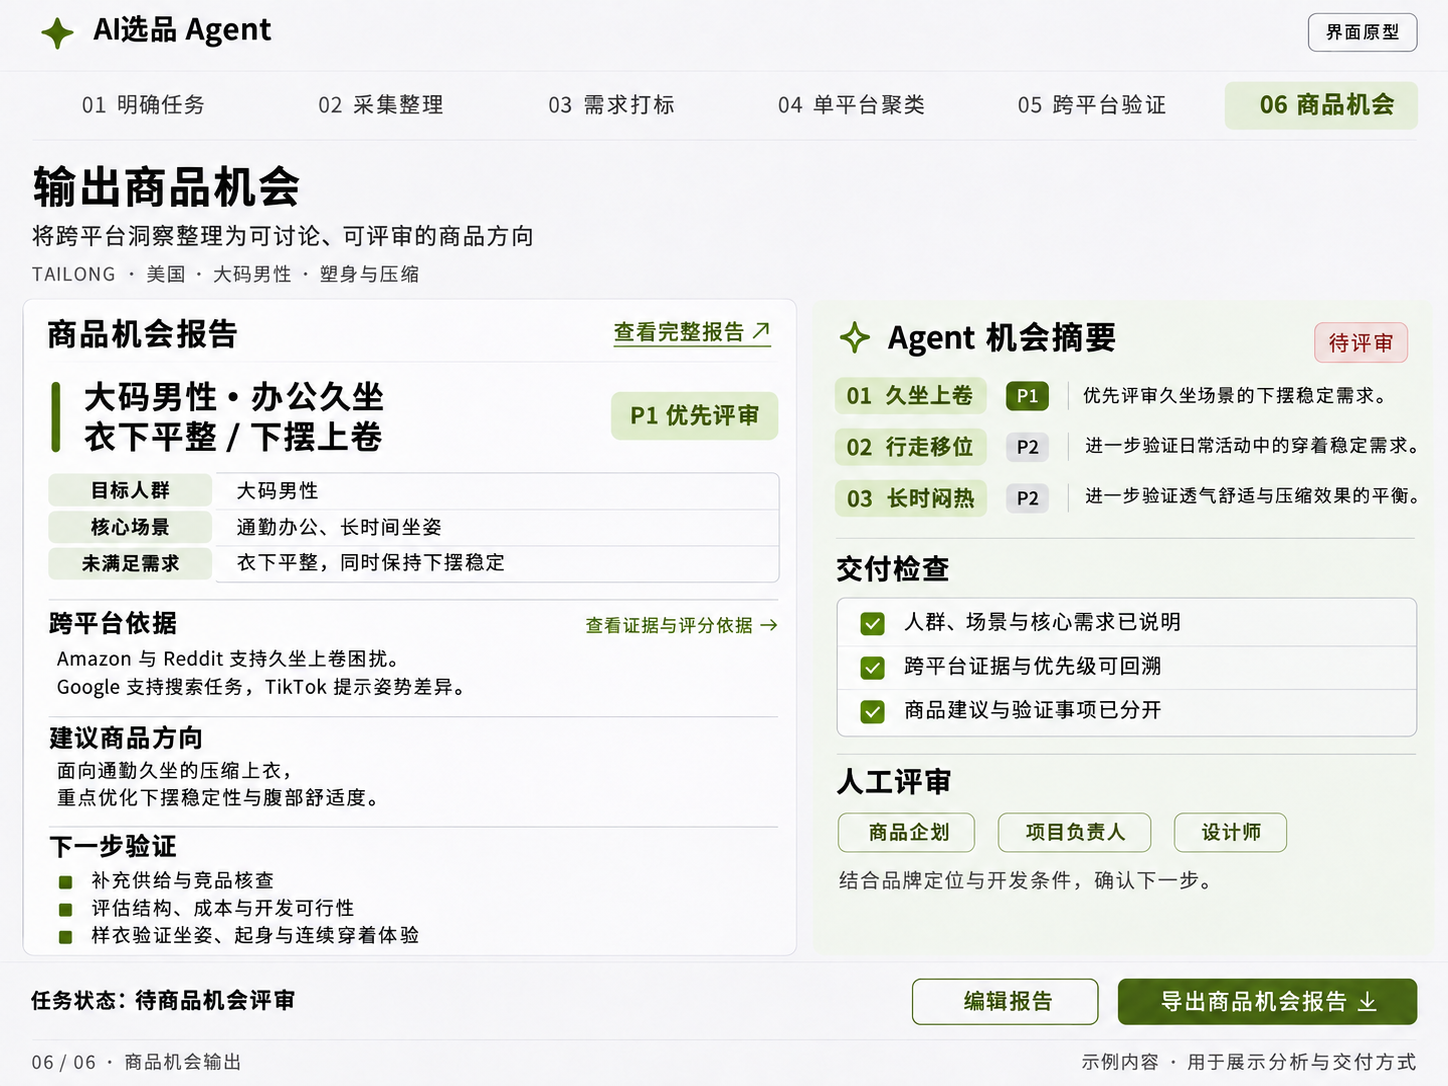 AI选品 Agent
界面原型
01 明确任务
02 采集整理
03 需求打标
04 单平台聚类
05 跨平台验证
06 商品机会
输出商品机会
将跨平台洞察整理为可讨论、可评审的商品方向
TAILONG · 美国 · 大码男性 · 塑身与压缩
商品机会报告
查看完整报告 ↗
大码男性 • 办公久坐
衣下平整 / 下摆上卷
P1 优先评审
目标人群 大码男性
核心场景 通勤办公、长时间坐姿
未满足需求 衣下平整，同时保持下摆稳定
跨平台依据
查看证据与评分依据 →
Amazon 与 Reddit 支持久坐上卷困扰。
Google 支持搜索任务，TikTok 提示姿势差异。
建议商品方向
面向通勤久坐的压缩上衣，
重点优化下摆稳定性与腹部舒适度。
下一步验证
补充供给与竞品核查
评估结构、成本与开发可行性
样衣验证坐姿、起身与连续穿着体验
Agent 机会摘要
待评审
01 久坐上卷 P1 优先评审久坐场景的下摆稳定需求。
02 行走移位 P2 进一步验证日常活动中的穿着稳定需求。
03 长时闷热 P2 进一步验证透气舒适与压缩效果的平衡。
交付检查
人群、场景与核心需求已说明
跨平台证据与优先级可回溯
商品建议与验证事项已分开
人工评审
商品企划
项目负责人
设计师
结合品牌定位与开发条件，确认下一步。
任务状态：待商品机会评审
编辑报告
导出商品机会报告 ↓
06 / 06 · 商品机会输出
示例内容 · 用于展示分析与交付方式